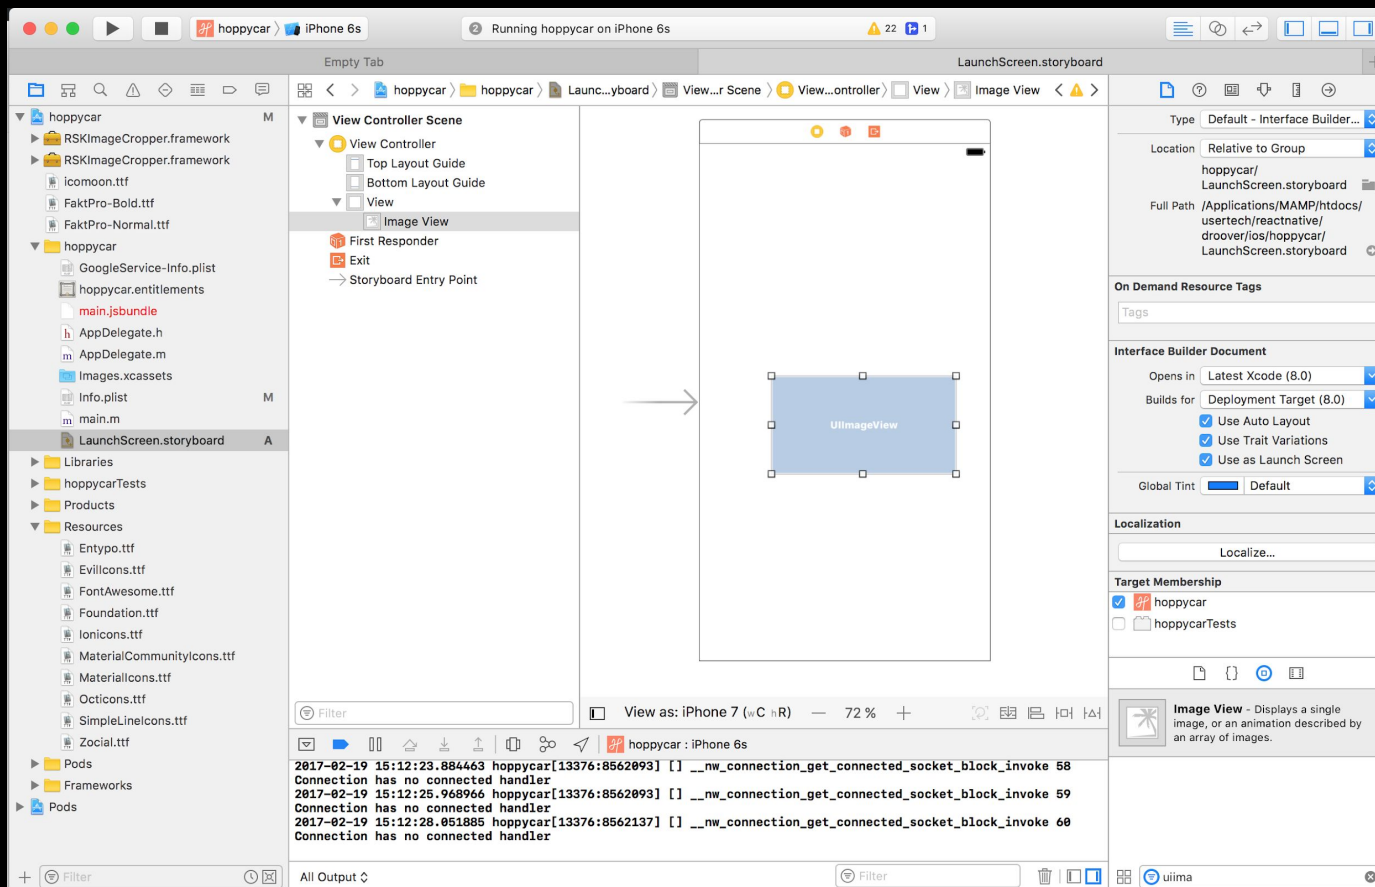 hoppycar
iPhone 6s
2 Running hoppycar on iPhone 6s
22
1
Empty Tab
LaunchScreen.storyboard
hoppycar
hoppycar
Launc...yboard
View...r Scene
View...ontroller
View
Image View
hoppycar M
RSKImageCropper.framework
RSKImageCropper.framework
icomoon.ttf
FaktPro-Bold.ttf
FaktPro-Normal.ttf
hoppycar
GoogleService-Info.plist
hoppycar.entitlements
main.jsbundle
AppDelegate.h
AppDelegate.m
Images.xcassets
Info.plist M
main.m
LaunchScreen.storyboard A
Libraries
hoppycarTests
Products
Resources
Entypo.ttf
EvilIcons.ttf
FontAwesome.ttf
Foundation.ttf
Ionicons.ttf
MaterialCommunityIcons.ttf
MaterialIcons.ttf
Octicons.ttf
SimpleLineIcons.ttf
Zocial.ttf
Pods
Frameworks
Pods
Filter
View Controller Scene
View Controller
Top Layout Guide
Bottom Layout Guide
View
Image View
First Responder
Exit
Storyboard Entry Point
Filter
UIImageView
View as: iPhone 7 (wC hR) — 72 % +
hoppycar : iPhone 6s
2017-02-19 15:12:23.884463 hoppycar[13376:8562093] [] __nw_connection_get_connected_socket_block_invoke 58
Connection has no connected handler
2017-02-19 15:12:25.968966 hoppycar[13376:8562093] [] __nw_connection_get_connected_socket_block_invoke 59
Connection has no connected handler
2017-02-19 15:12:28.051885 hoppycar[13376:8562137] [] __nw_connection_get_connected_socket_block_invoke 60
Connection has no connected handler
All Output
Filter
Type Default - Interface Builder...
Location Relative to Group
hoppycar/
LaunchScreen.storyboard
Full Path /Applications/MAMP/htdocs/
usertech/reactnative/
droover/ios/hoppycar/
LaunchScreen.storyboard
On Demand Resource Tags
Tags
Interface Builder Document
Opens in Latest Xcode (8.0)
Builds for Deployment Target (8.0)
Use Auto Layout
Use Trait Variations
Use as Launch Screen
Global Tint Default
Localization
Localize...
Target Membership
hoppycar
hoppycarTests
Image View - Displays a single
image, or an animation described by
an array of images.
uiima